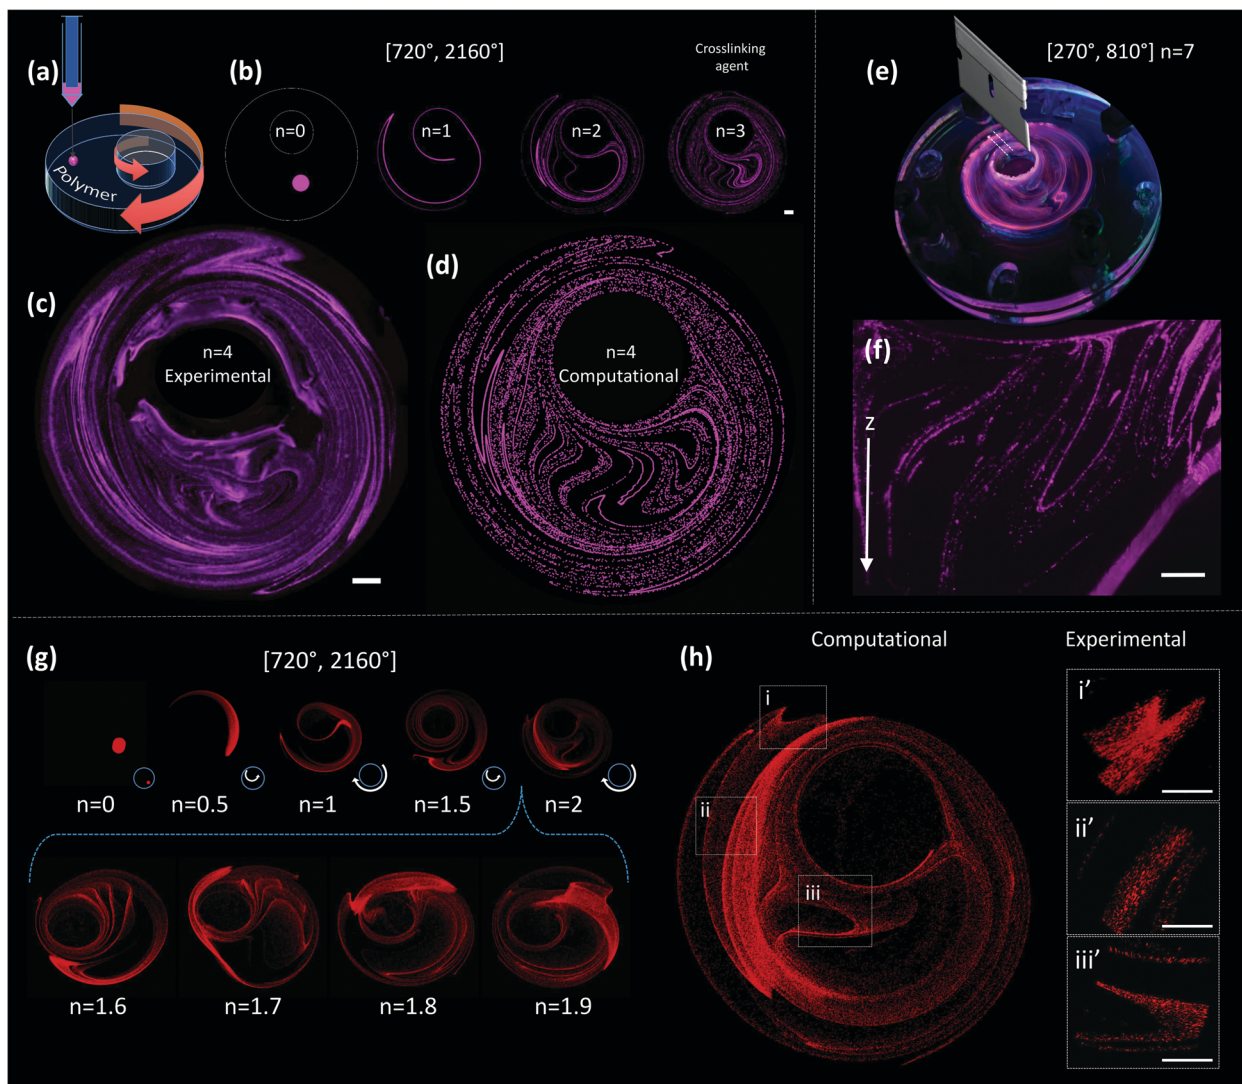 (a)
Polymer
(b)
[720°, 2160°]
Crosslinking
agent
n=0
n=1
n=2
n=3
(c)
n=4
Experimental
(d)
n=4
Computational
(e)
[270°, 810°] n=7
(f)
z
(g)
[720°, 2160°]
n=0
n=0.5
n=1
n=1.5
n=2
n=1.6
n=1.7
n=1.8
n=1.9
(h)
Computational
Experimental
i
ii
iii
i'
ii'
iii'